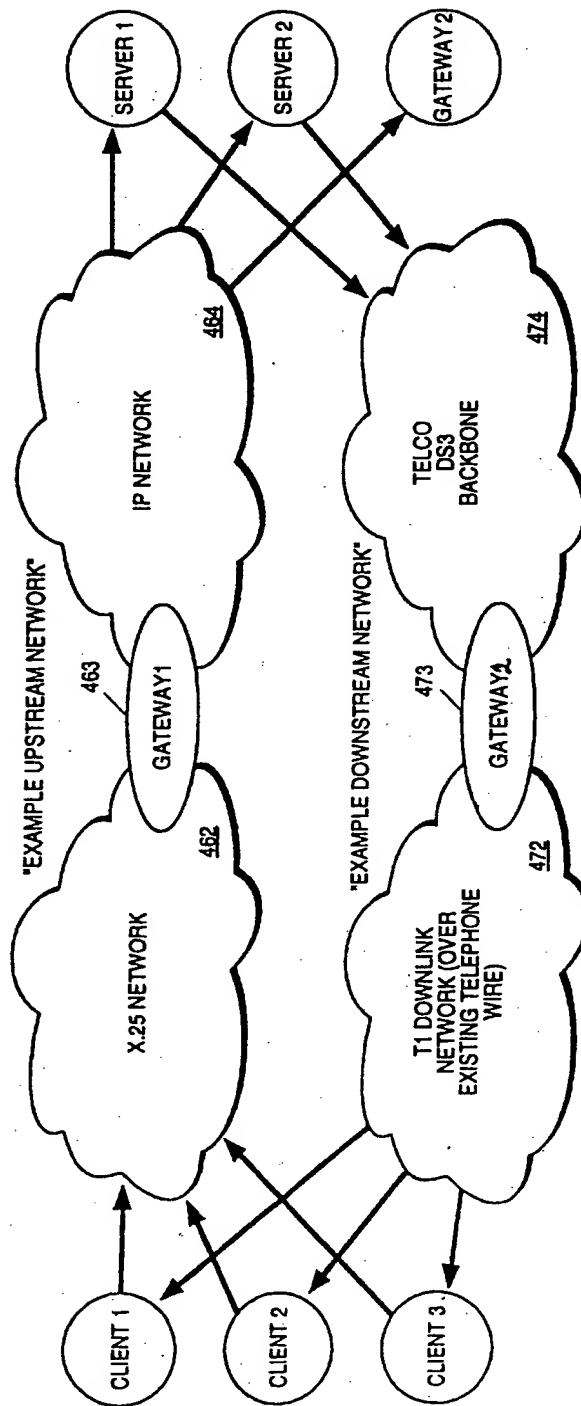 "EXAMPLE UPSTREAM NETWORK"
CLIENT 1
CLIENT 2
CLIENT 3
X.25 NETWORK
462
463
GATEWAY1
IP NETWORK
464
SERVER 1
SERVER 2
GATEWAY 2
"EXAMPLE DOWNSTREAM NETWORK"
T1 DOWNLINK
NETWORK (OVER
EXISTING TELEPHONE
WIRE)
472
473
GATEWAY2
TELCO
DS3
BACKBONE
474